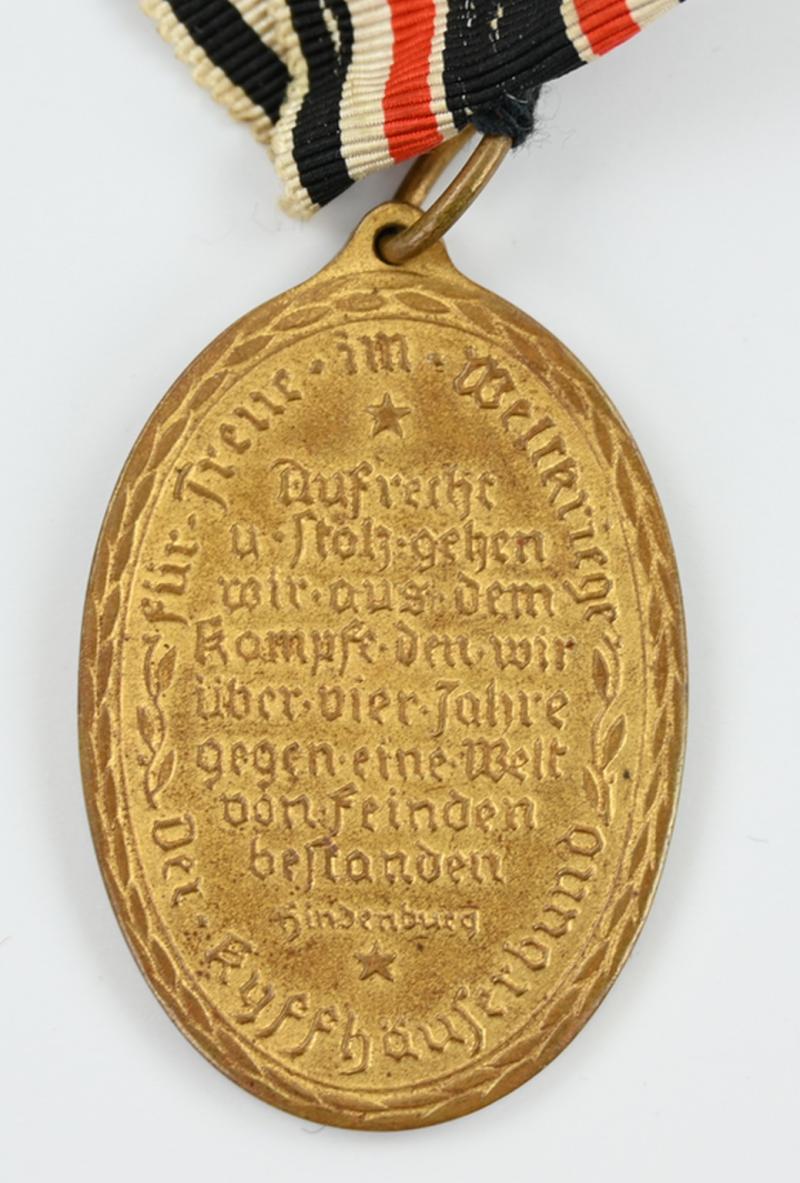 für · Treue · im · Weltkriege
Aufrecht
u · stolz · gehen
wir · aus · dem
Kampfe · den · wir
über · vier · Jahre
gegen · eine · Welt
von · Feinden
bestanden
Hindenburg
Der · Kyffhäuserbund